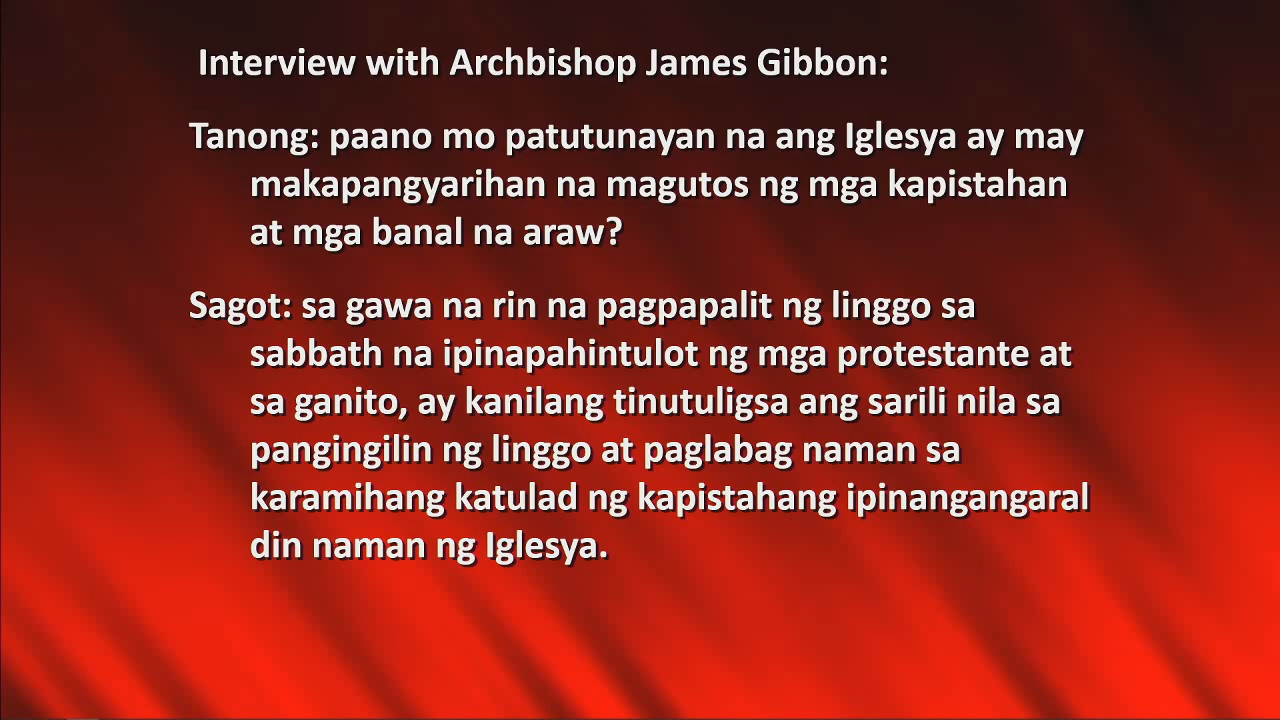 Interview with Archbishop James Gibbon:
Tanong: paano mo patutunayan na ang Iglesya ay may
makapangyarihan na magutos ng mga kapistahan
at mga banal na araw?
Sagot: sa gawa na rin na pagpapalit ng linggo sa
sabbath na ipinapahintulot ng mga protestante at
sa ganito, ay kanilang tinutuligsa ang sarili nila sa
pangingilin ng linggo at paglabag naman sa
karamihang katulad ng kapistahang ipinangangaral
din naman ng Iglesya.